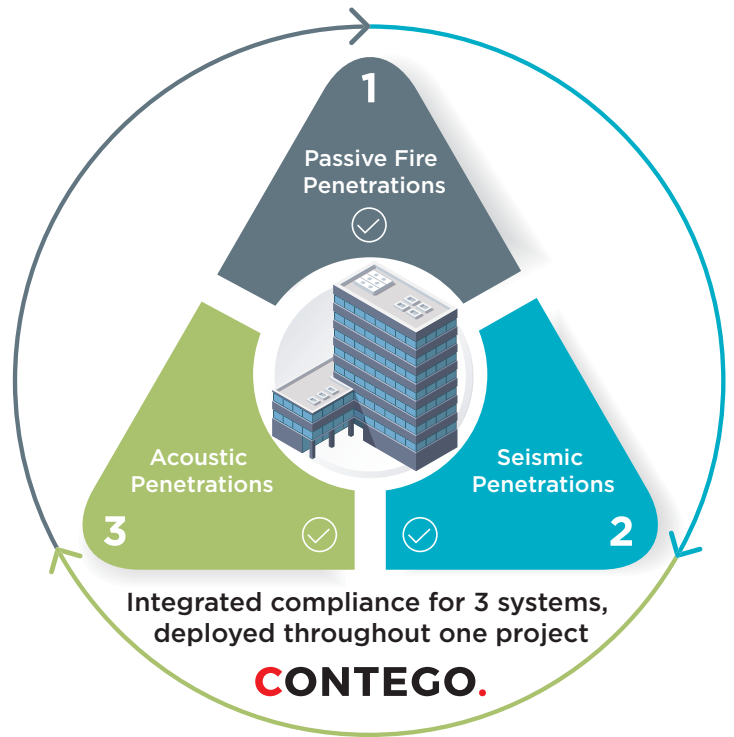 1
Passive Fire
Penetrations
Acoustic
Penetrations
3
Seismic
Penetrations
2
Integrated compliance for 3 systems,
deployed throughout one project
CONTEGO.